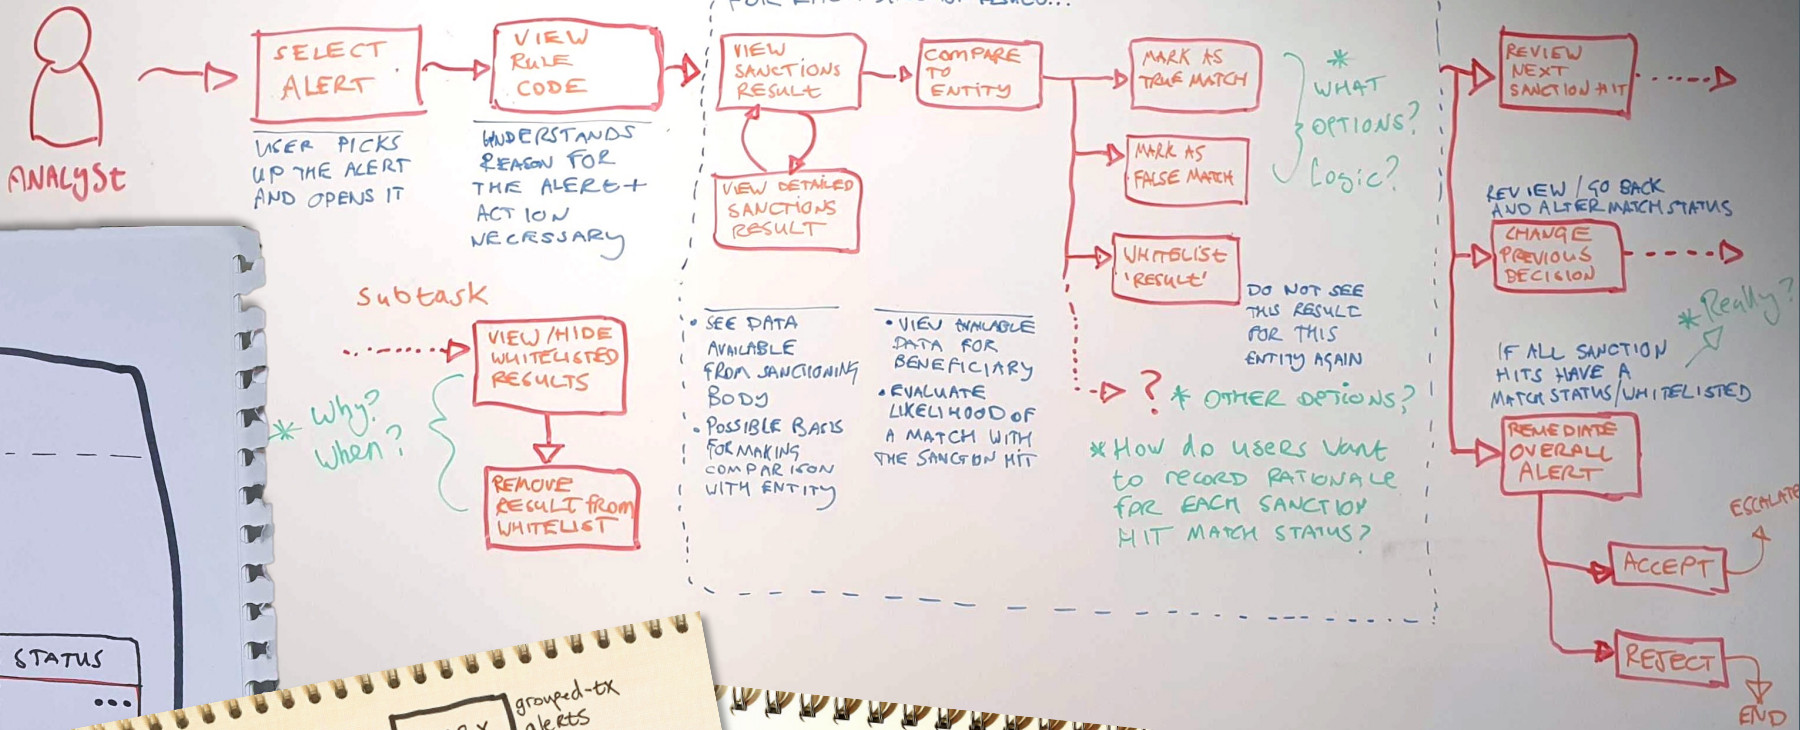 ANALYST
SELECT
ALERT
USER PICKS
UP THE ALERT
AND OPENS IT
VIEW
RULE
CODE
UNDERSTANDS
REASON FOR
THE ALERT+
ACTION
NECESSARY
Subtask
VIEW/HIDE
WHITELISTED
RESULTS
* Why?
When?
REMOVE
RESULT from
WHITELIST
VIEW
SANCTIONS
RESULT
VIEW DETAILED
SANCTIONS
RESULT
• SEE DATA
AVAILABLE
FROM SANCTIONING
BODY
• POSSIBLE BASIS
FOR MAKING
COMPARISON
WITH ENTITY
COMPARE
TO
ENTITY
• VIEW AVAILABLE
DATA FOR
BENEFICIARY
• EVALUATE
LIKELIHOOD OF
A MATCH WITH
THE SANCTION HIT
MARK AS
TRUE MATCH
MARK AS
FALSE MATCH
WHITELIST
'RESULT'
DO NOT SEE
THIS RESULT
FOR THIS
ENTITY AGAIN
*
WHAT
OPTIONS?
Logic?
? * OTHER OPTIONS?
* How do users want
to record RATIONALE
FOR EACH SANCTION
HIT MATCH STATUS?
REVIEW
NEXT
SANCTION HIT
REVIEW/GO BACK
AND ALTER MATCH STATUS
CHANGE
PREVIOUS
DECISION
* Really?
IF ALL SANCTION
HITS HAVE A
MATCH STATUS/WHITELISTED
REMEDIATE
OVERALL
ALERT
ESCALATE
ACCEPT
REJECT
END
STATUS
grouped-tx
alerts